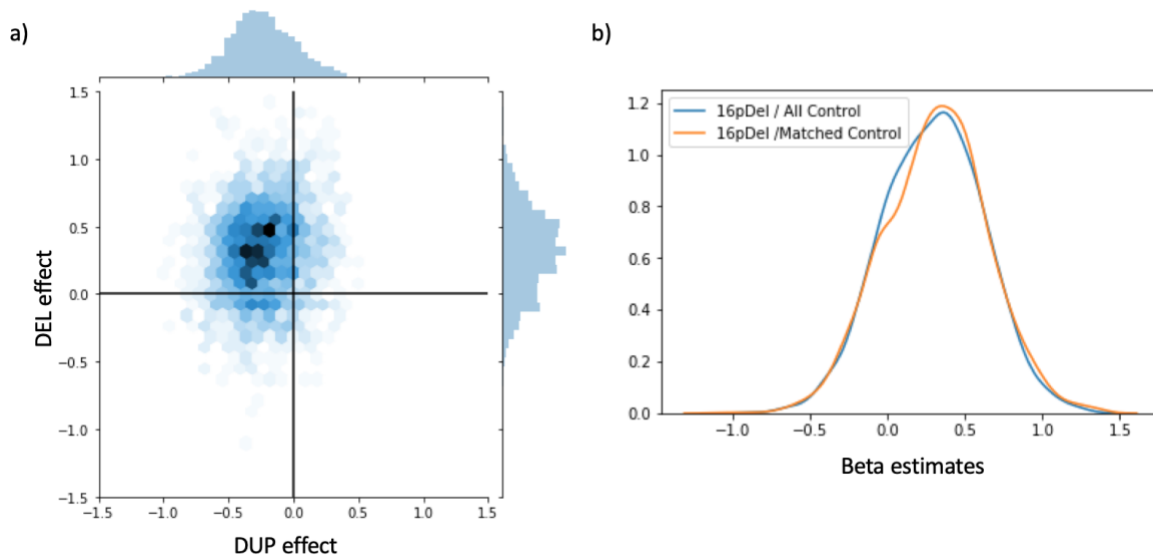 a)
1.5
1.0
0.5
0.0
−0.5
−1.0
−1.5
−1.5 −1.0 −0.5 0.0 0.5 1.0 1.5
DEL effect
DUP effect
b)
16pDel / All Control
16pDel /Matched Control
1.2
1.0
0.8
0.6
0.4
0.2
0.0
−1.0 −0.5 0.0 0.5 1.0 1.5
Beta estimates